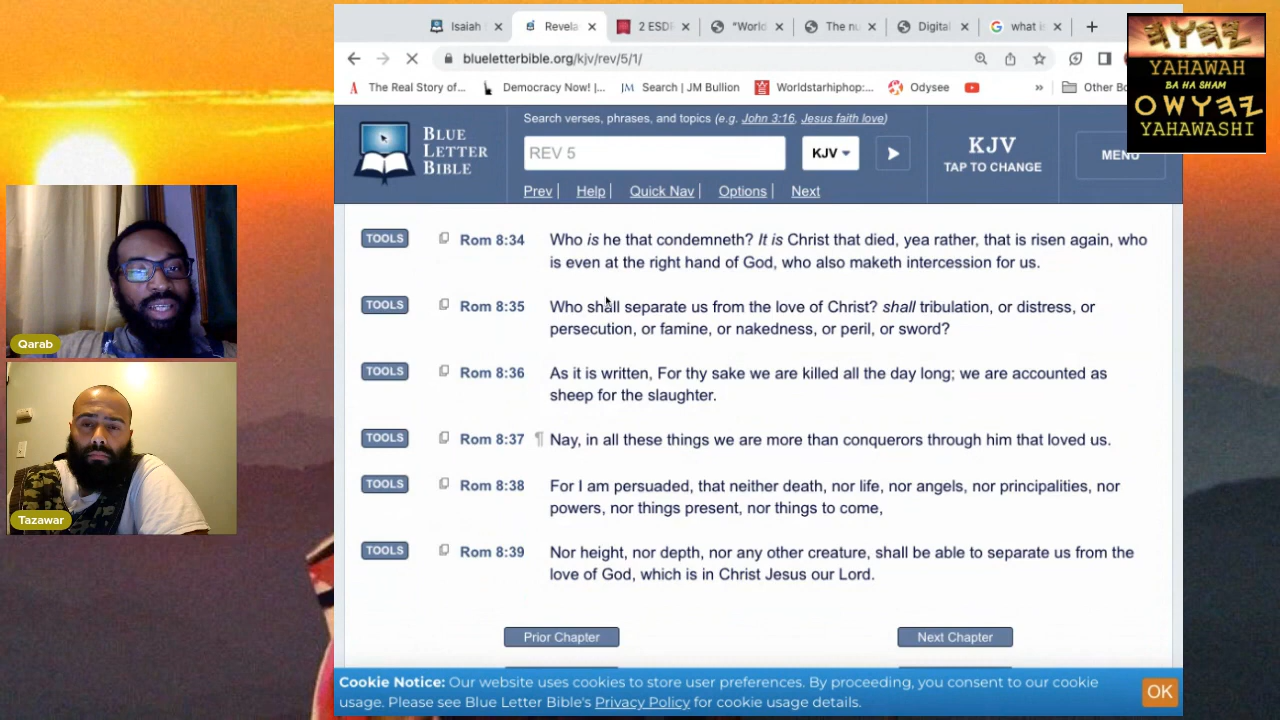 Isaiah
Revela
2 ESDF
"World
The nu
Digital
what i
blueletterbible.org/kjv/rev/5/1/
The Real Story of...
Democracy Now! |...
JM Search | JM Bullion
Worldstarhiphop:...
Odysee
»
Other Bo
YAHAWAH
BA HA SHAM
YAHAWASHI
BLUE
LETTER
BIBLE
Search verses, phrases, and topics (e.g. John 3:16, Jesus faith love)
REV 5
KJV
Prev | Help | Quick Nav | Options | Next
KJV
TAP TO CHANGE
MENU
TOOLS Rom 8:34 Who is he that condemneth? It is Christ that died, yea rather, that is risen again, who
is even at the right hand of God, who also maketh intercession for us.
TOOLS Rom 8:35 Who shall separate us from the love of Christ? shall tribulation, or distress, or
persecution, or famine, or nakedness, or peril, or sword?
TOOLS Rom 8:36 As it is written, For thy sake we are killed all the day long; we are accounted as
sheep for the slaughter.
TOOLS Rom 8:37 ¶ Nay, in all these things we are more than conquerors through him that loved us.
TOOLS Rom 8:38 For I am persuaded, that neither death, nor life, nor angels, nor principalities, nor
powers, nor things present, nor things to come,
TOOLS Rom 8:39 Nor height, nor depth, nor any other creature, shall be able to separate us from the
love of God, which is in Christ Jesus our Lord.
Prior Chapter
Next Chapter
Cookie Notice: Our website uses cookies to store user preferences. By proceeding, you consent to our cookie
usage. Please see Blue Letter Bible's Privacy Policy for cookie usage details.
OK
Qarab
Tazawar